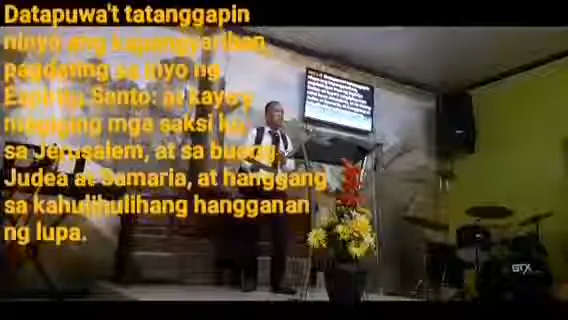 Datapuwa't tatanggapin
ninyo ang kapangyarihan,
pagdating sa inyo ng
Espiritu Santo: at kayo'y
magiging mga saksi ko
sa Jerusalem, at sa buong
Judea at Samaria, at hanggang
sa kahulihulihang hangganan
ng lupa.
GTX